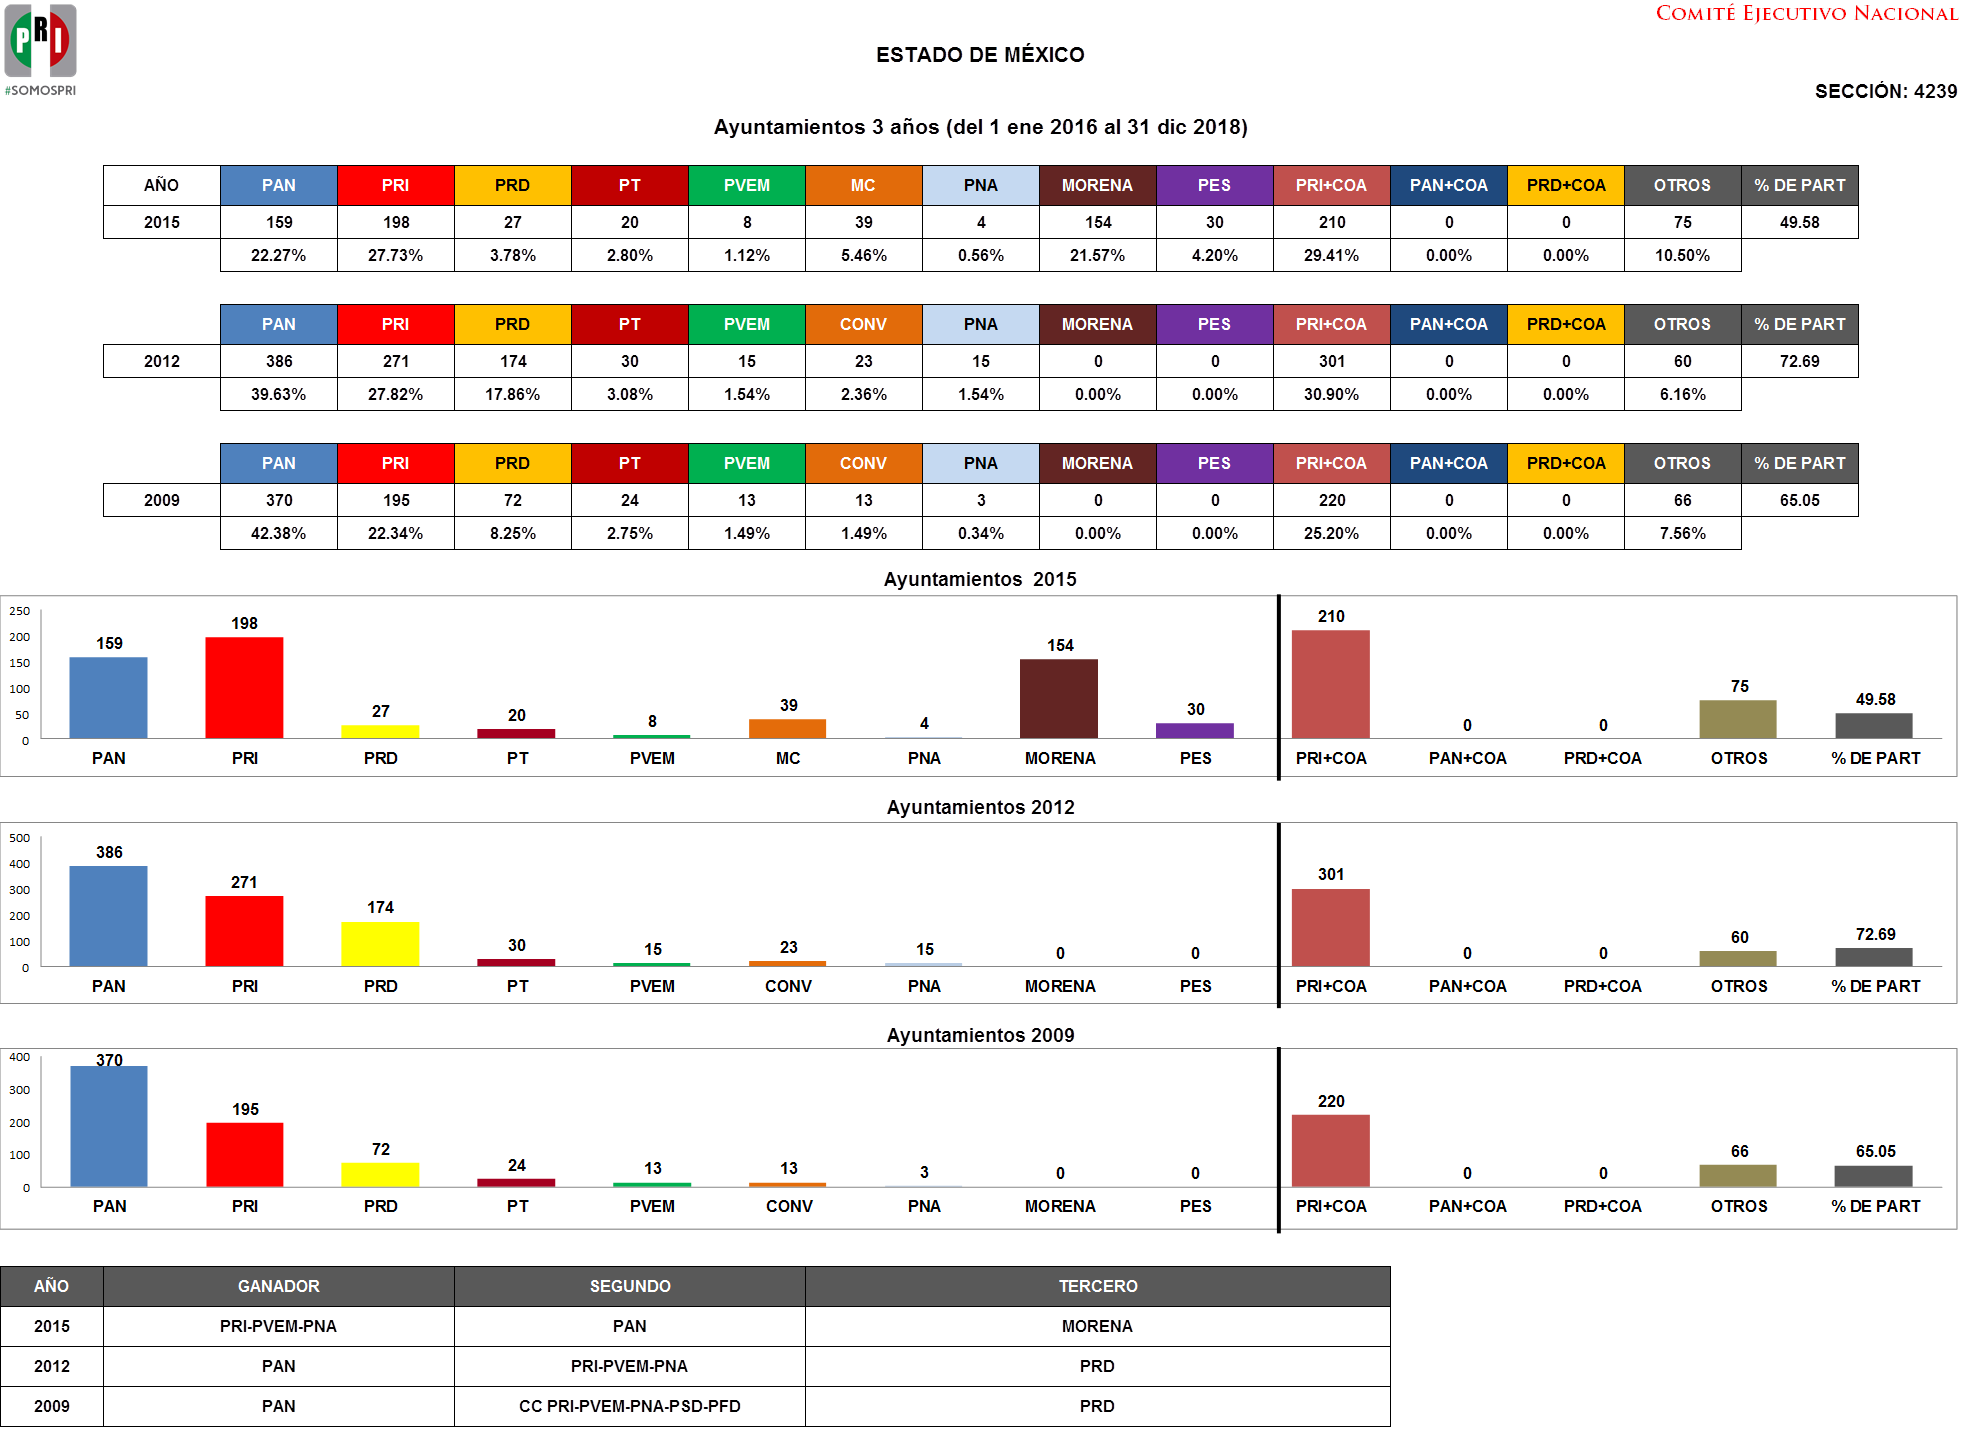 PRI
#SOMOSPRI
COMITÉ EJECUTIVO NACIONAL
ESTADO DE MÉXICO
SECCIÓN: 4239
Ayuntamientos 3 años (del 1 ene 2016 al 31 dic 2018)
AÑO PAN PRI PRD PT PVEM MC PNA MORENA PES PRI+COA PAN+COA PRD+COA OTROS % DE PART
2015 159 198 27 20 8 39 4 154 30 210 0 0 75 49.58
22.27% 27.73% 3.78% 2.80% 1.12% 5.46% 0.56% 21.57% 4.20% 29.41% 0.00% 0.00% 10.50%
PAN PRI PRD PT PVEM CONV PNA MORENA PES PRI+COA PAN+COA PRD+COA OTROS % DE PART
2012 386 271 174 30 15 23 15 0 0 301 0 0 60 72.69
39.63% 27.82% 17.86% 3.08% 1.54% 2.36% 1.54% 0.00% 0.00% 30.90% 0.00% 0.00% 6.16%
PAN PRI PRD PT PVEM CONV PNA MORENA PES PRI+COA PAN+COA PRD+COA OTROS % DE PART
2009 370 195 72 24 13 13 3 0 0 220 0 0 66 65.05
42.38% 22.34% 8.25% 2.75% 1.49% 1.49% 0.34% 0.00% 0.00% 25.20% 0.00% 0.00% 7.56%
Ayuntamientos 2015
250
200
150
100
50
0
159 198 27 20 8 39 4 154 30 210 0 0 75 49.58
PAN PRI PRD PT PVEM MC PNA MORENA PES PRI+COA PAN+COA PRD+COA OTROS % DE PART
Ayuntamientos 2012
500
400
300
200
100
0
386 271 174 30 15 23 15 0 0 301 0 0 60 72.69
PAN PRI PRD PT PVEM CONV PNA MORENA PES PRI+COA PAN+COA PRD+COA OTROS % DE PART
Ayuntamientos 2009
400
300
200
100
0
370 195 72 24 13 13 3 0 0 220 0 0 66 65.05
PAN PRI PRD PT PVEM CONV PNA MORENA PES PRI+COA PAN+COA PRD+COA OTROS % DE PART
AÑO GANADOR SEGUNDO TERCERO
2015 PRI-PVEM-PNA PAN MORENA
2012 PAN PRI-PVEM-PNA PRD
2009 PAN CC PRI-PVEM-PNA-PSD-PFD PRD